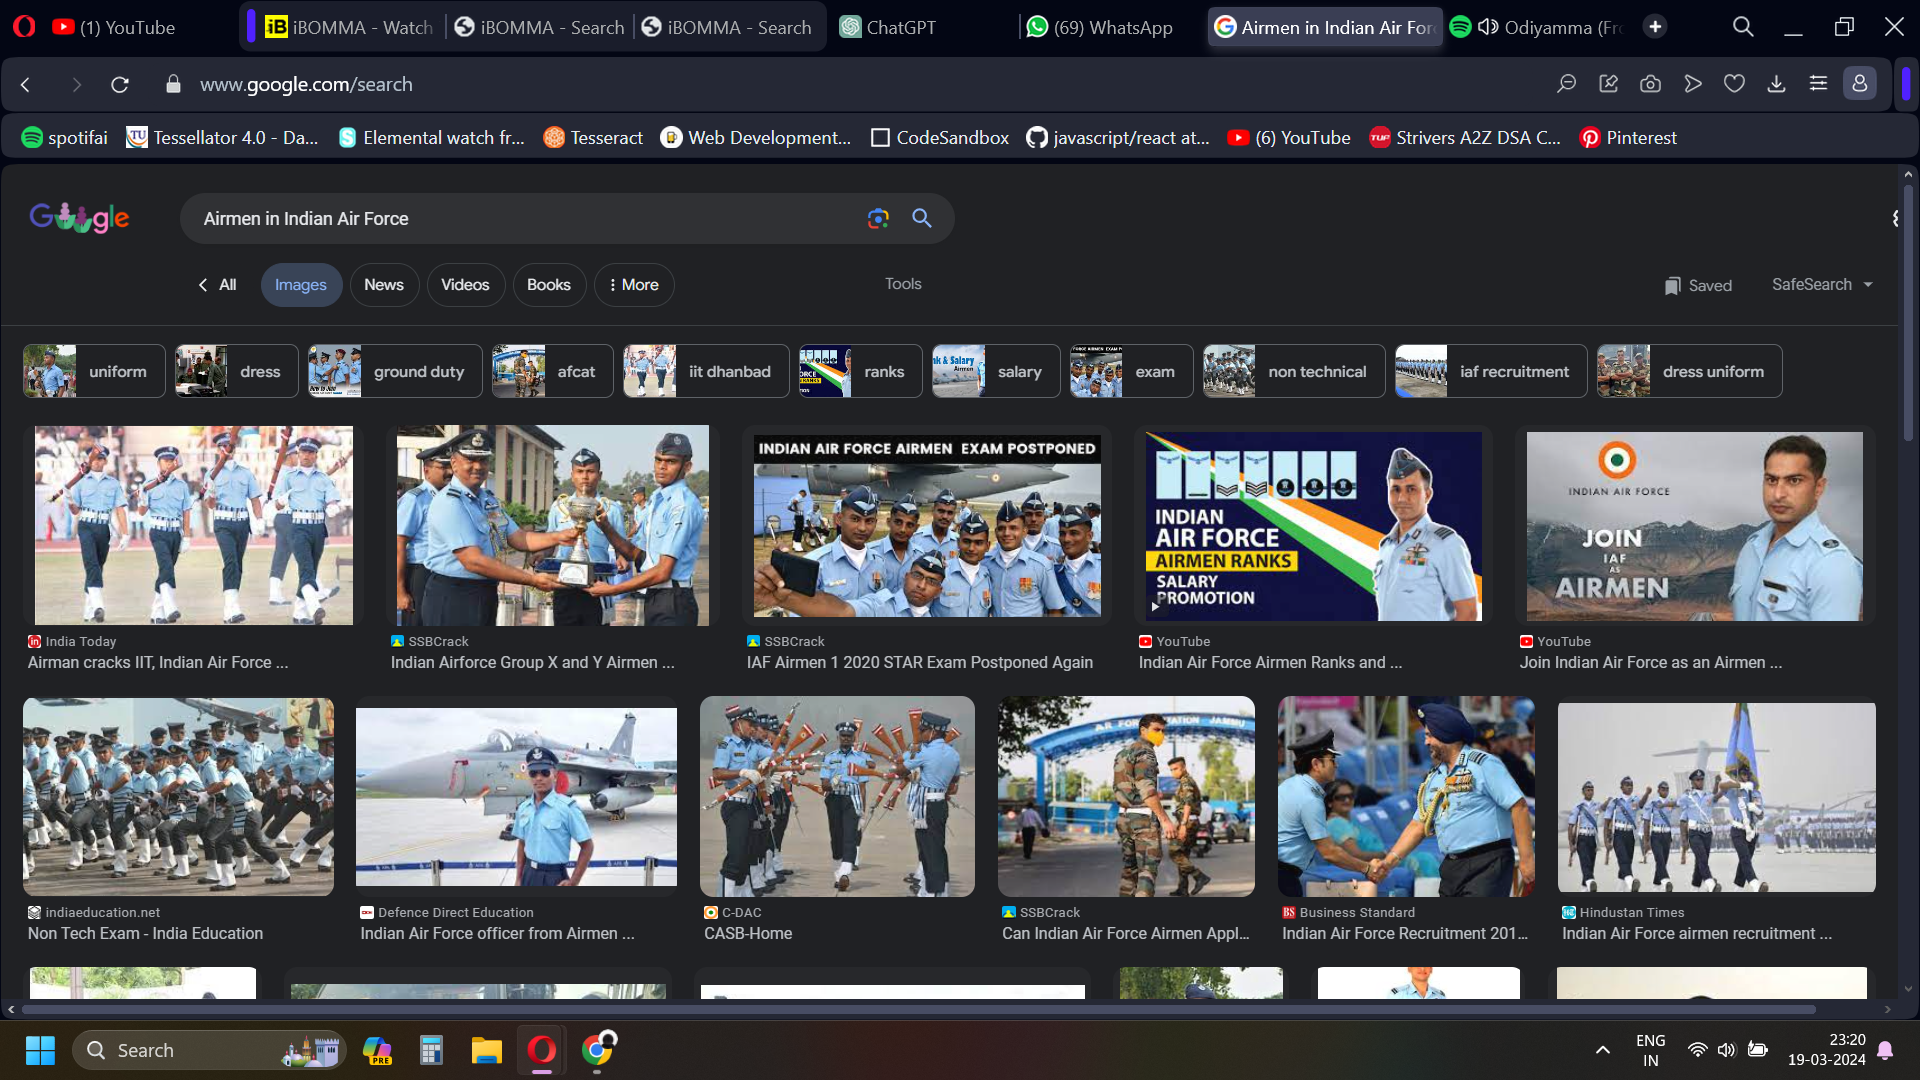 (1) YouTube
iBOMMA - Watch
iBOMMA - Search
iBOMMA - Search
ChatGPT
(69) WhatsApp
Airmen in Indian Air For
Odiyamma (Fr
www.google.com/search
spotifai
Tessellator 4.0 - Da...
Elemental watch fr...
Tesseract
Web Development...
CodeSandbox
javascript/react at...
(6) YouTube
Strivers A2Z DSA C...
Pinterest
Google
Airmen in Indian Air Force
All
Images
News
Videos
Books
More
Tools
Saved
SafeSearch
uniform
dress
ground duty
afcat
iit dhanbad
ranks
salary
exam
non technical
iaf recruitment
dress uniform
INDIAN AIR FORCE AIRMEN EXAM POSTPONED
INDIAN
AIR FORCE
AIRMEN RANKS
SALARY
PROMOTION
INDIAN AIR FORCE
JOIN
IAF
AS
AIRMEN
India Today
Airman cracks IIT, Indian Air Force ...
SSBCrack
Indian Airforce Group X and Y Airmen ...
SSBCrack
IAF Airmen 1 2020 STAR Exam Postponed Again
YouTube
Indian Air Force Airmen Ranks and ...
YouTube
Join Indian Air Force as an Airmen ...
indiaeducation.net
Non Tech Exam - India Education
Defence Direct Education
Indian Air Force officer from Airmen ...
C-DAC
CASB-Home
SSBCrack
Can Indian Air Force Airmen Appl...
Business Standard
Indian Air Force Recruitment 201...
Hindustan Times
Indian Air Force airmen recruitment ...
Search
PRE
ENG
IN
23:20
19-03-2024